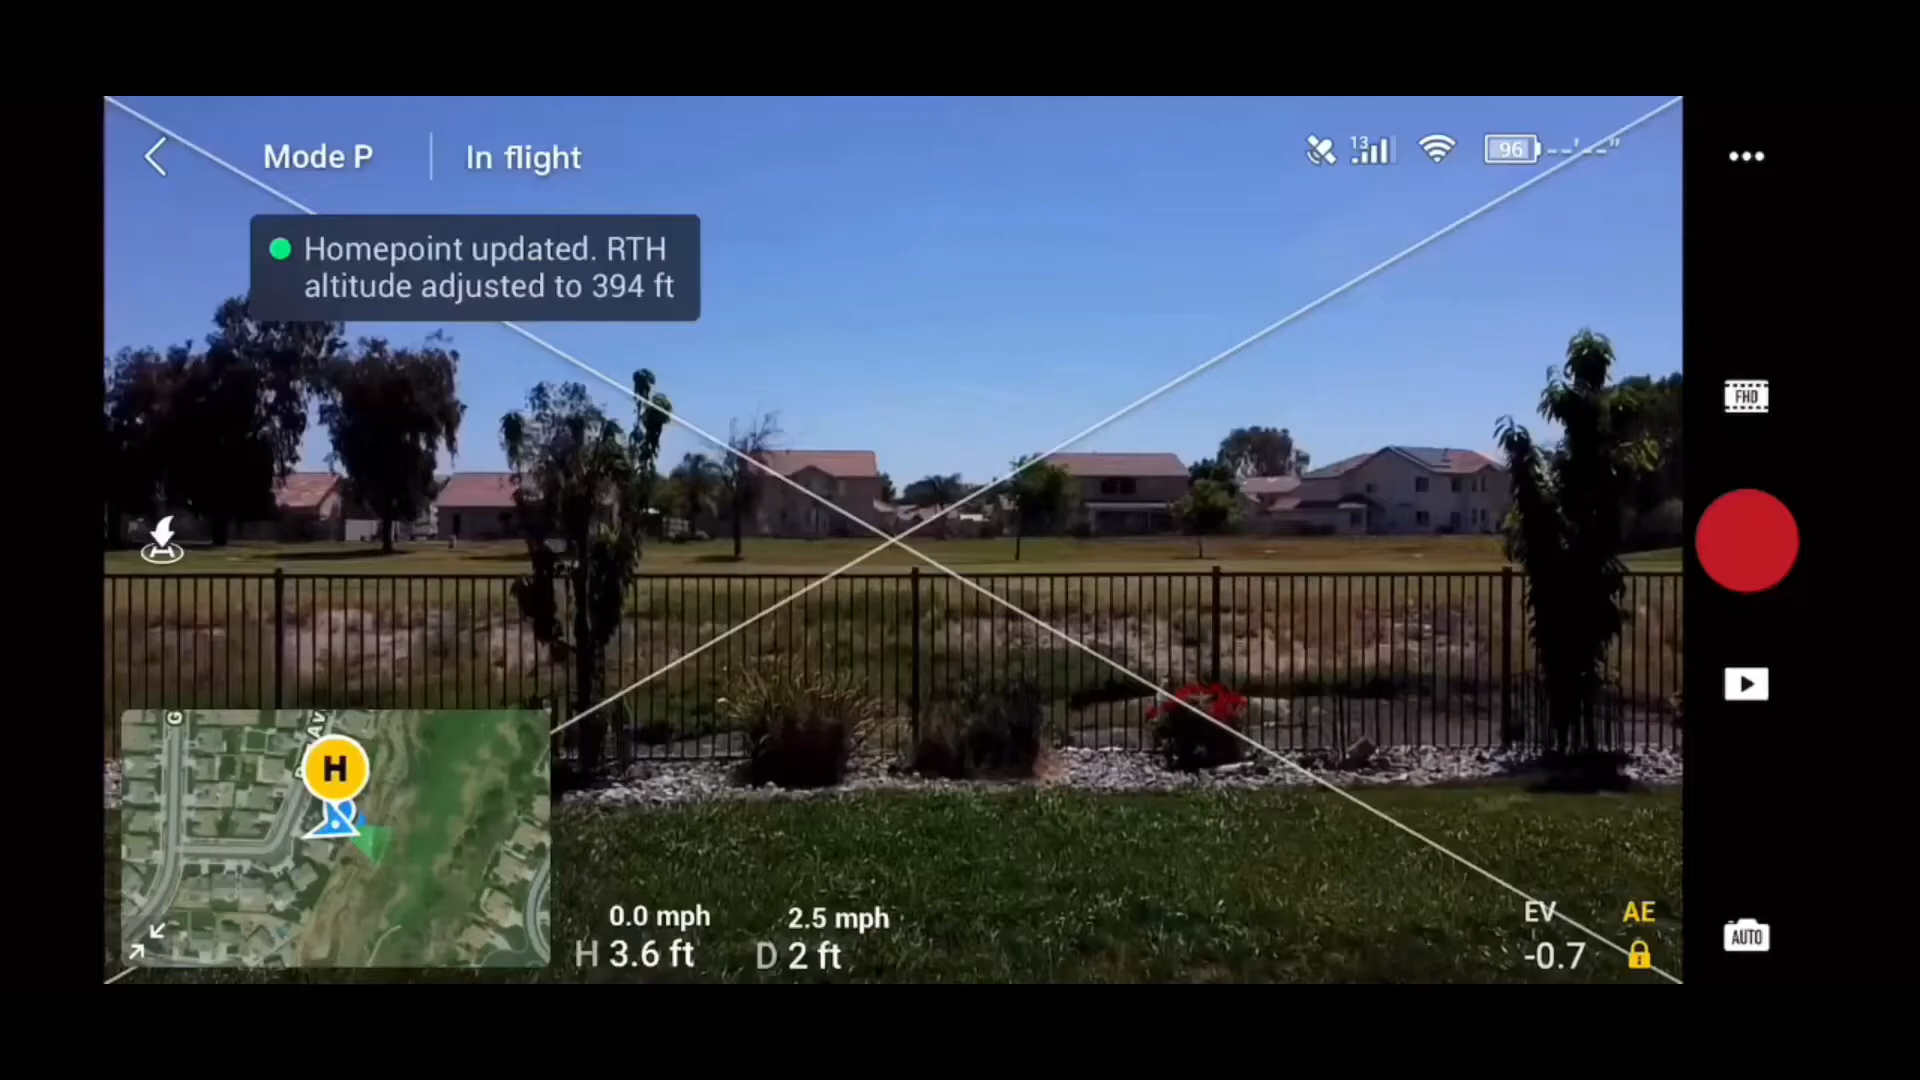 Mode P
In flight
13
96
--'--"
Homepoint updated. RTH
altitude adjusted to 394 ft
FHD
G
AV
H
0.0 mph
2.5 mph
H 3.6 ft
D 2 ft
EV
AE
-0.7
AUTO